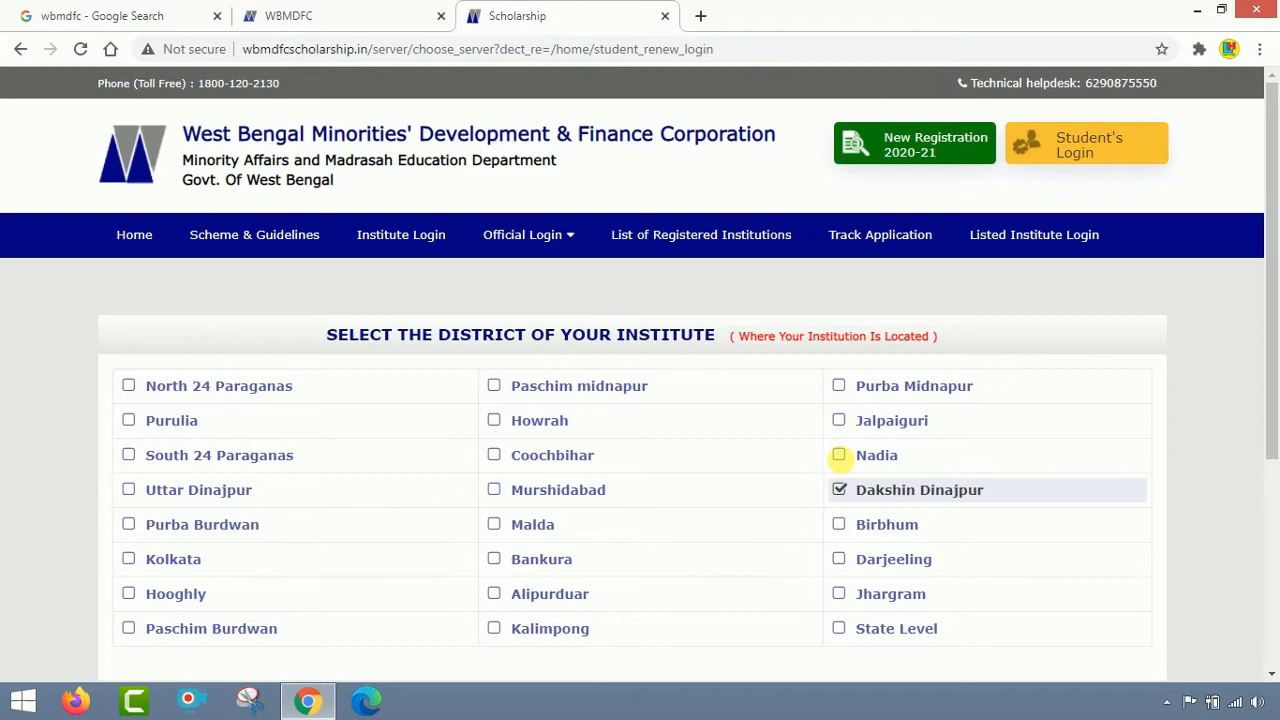 wbmdfc - Google Search
WBMDFC
Scholarship
Not secure
wbmdfcscholarship.in/server/choose_server?dect_re=/home/student_renew_login
Phone (Toll Free) : 1800-120-2130
Technical helpdesk: 6290875550
West Bengal Minorities' Development & Finance Corporation
Minority Affairs and Madrasah Education Department
Govt. Of West Bengal
New Registration
2020-21
Student's
Login
Home
Scheme & Guidelines
Institute Login
Official Login
List of Registered Institutions
Track Application
Listed Institute Login
SELECT THE DISTRICT OF YOUR INSTITUTE ( Where Your Institution Is Located )
North 24 Paraganas
Paschim midnapur
Purba Midnapur
Purulia
Howrah
Jalpaiguri
South 24 Paraganas
Coochbihar
Nadia
Uttar Dinajpur
Murshidabad
Dakshin Dinajpur
Purba Burdwan
Malda
Birbhum
Kolkata
Bankura
Darjeeling
Hooghly
Alipurduar
Jhargram
Paschim Burdwan
Kalimpong
State Level